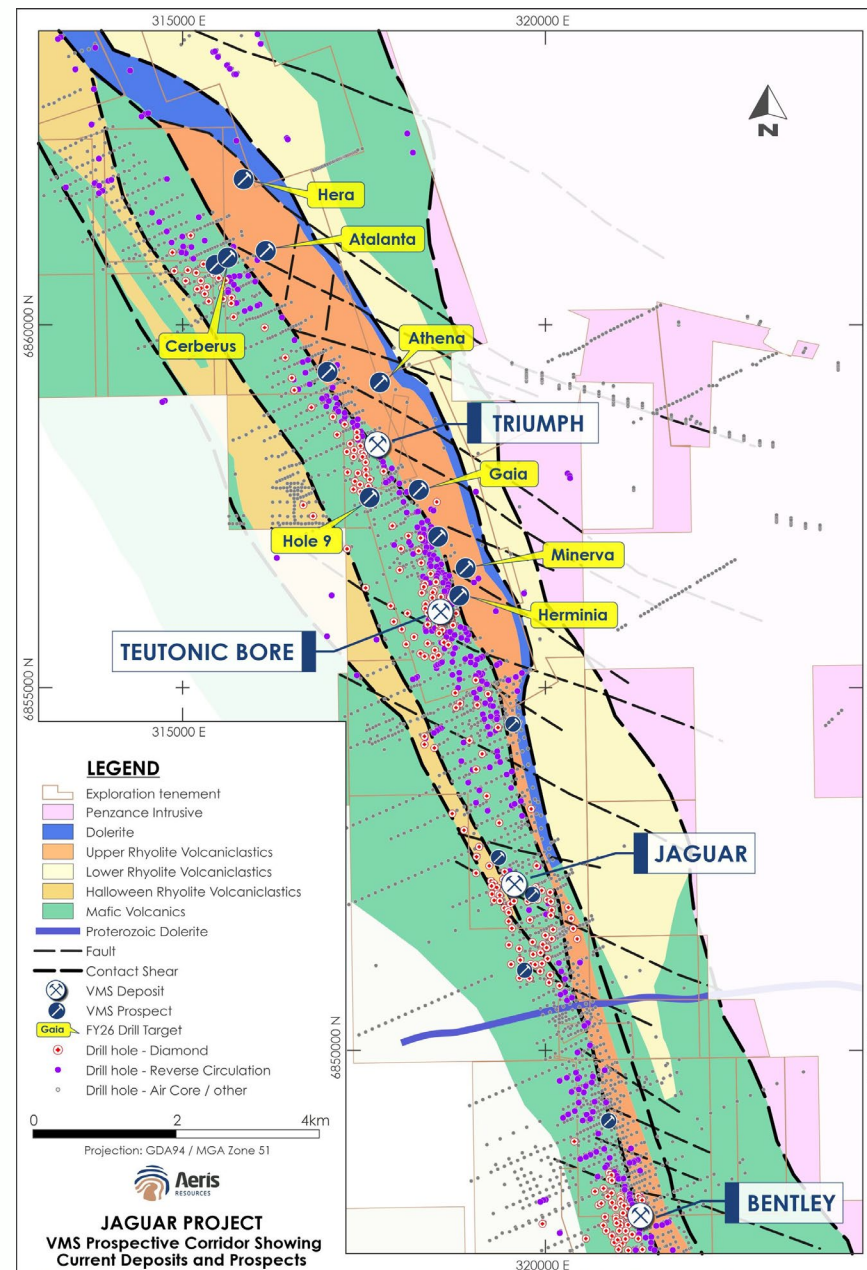 315000 E
320000 E
N
Hera
Atalanta
6860000 N
Cerberus
Athena
TRIUMPH
Gaia
Hole 9
Minerva
Herminia
TEUTONIC BORE
6855000 N
315000 E
LEGEND
Exploration tenement
Penzance Intrusive
Dolerite
Upper Rhyolite Volcaniclastics
Lower Rhyolite Volcaniclastics
Halloween Rhyolite Volcaniclastics
Mafic Volcanics
Proterozoic Dolerite
Fault
Contact Shear
VMS Deposit
VMS Prospect
Gaia FY26 Drill Target
Drill hole - Diamond
Drill hole - Reverse Circulation
Drill hole - Air Core / other
JAGUAR
6850000 N
0 2 4km
Projection: GDA94 / MGA Zone 51
Aeris
RESOURCES
BENTLEY
JAGUAR PROJECT
VMS Prospective Corridor Showing
Current Deposits and Prospects
320000 E